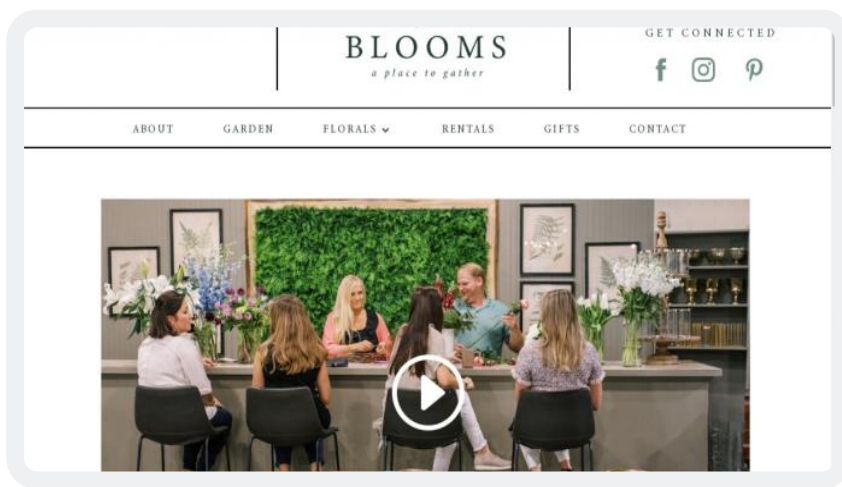 GET CONNECTED
BLOOMS
a place to gather
ABOUT GARDEN FLORALS RENTALS GIFTS CONTACT